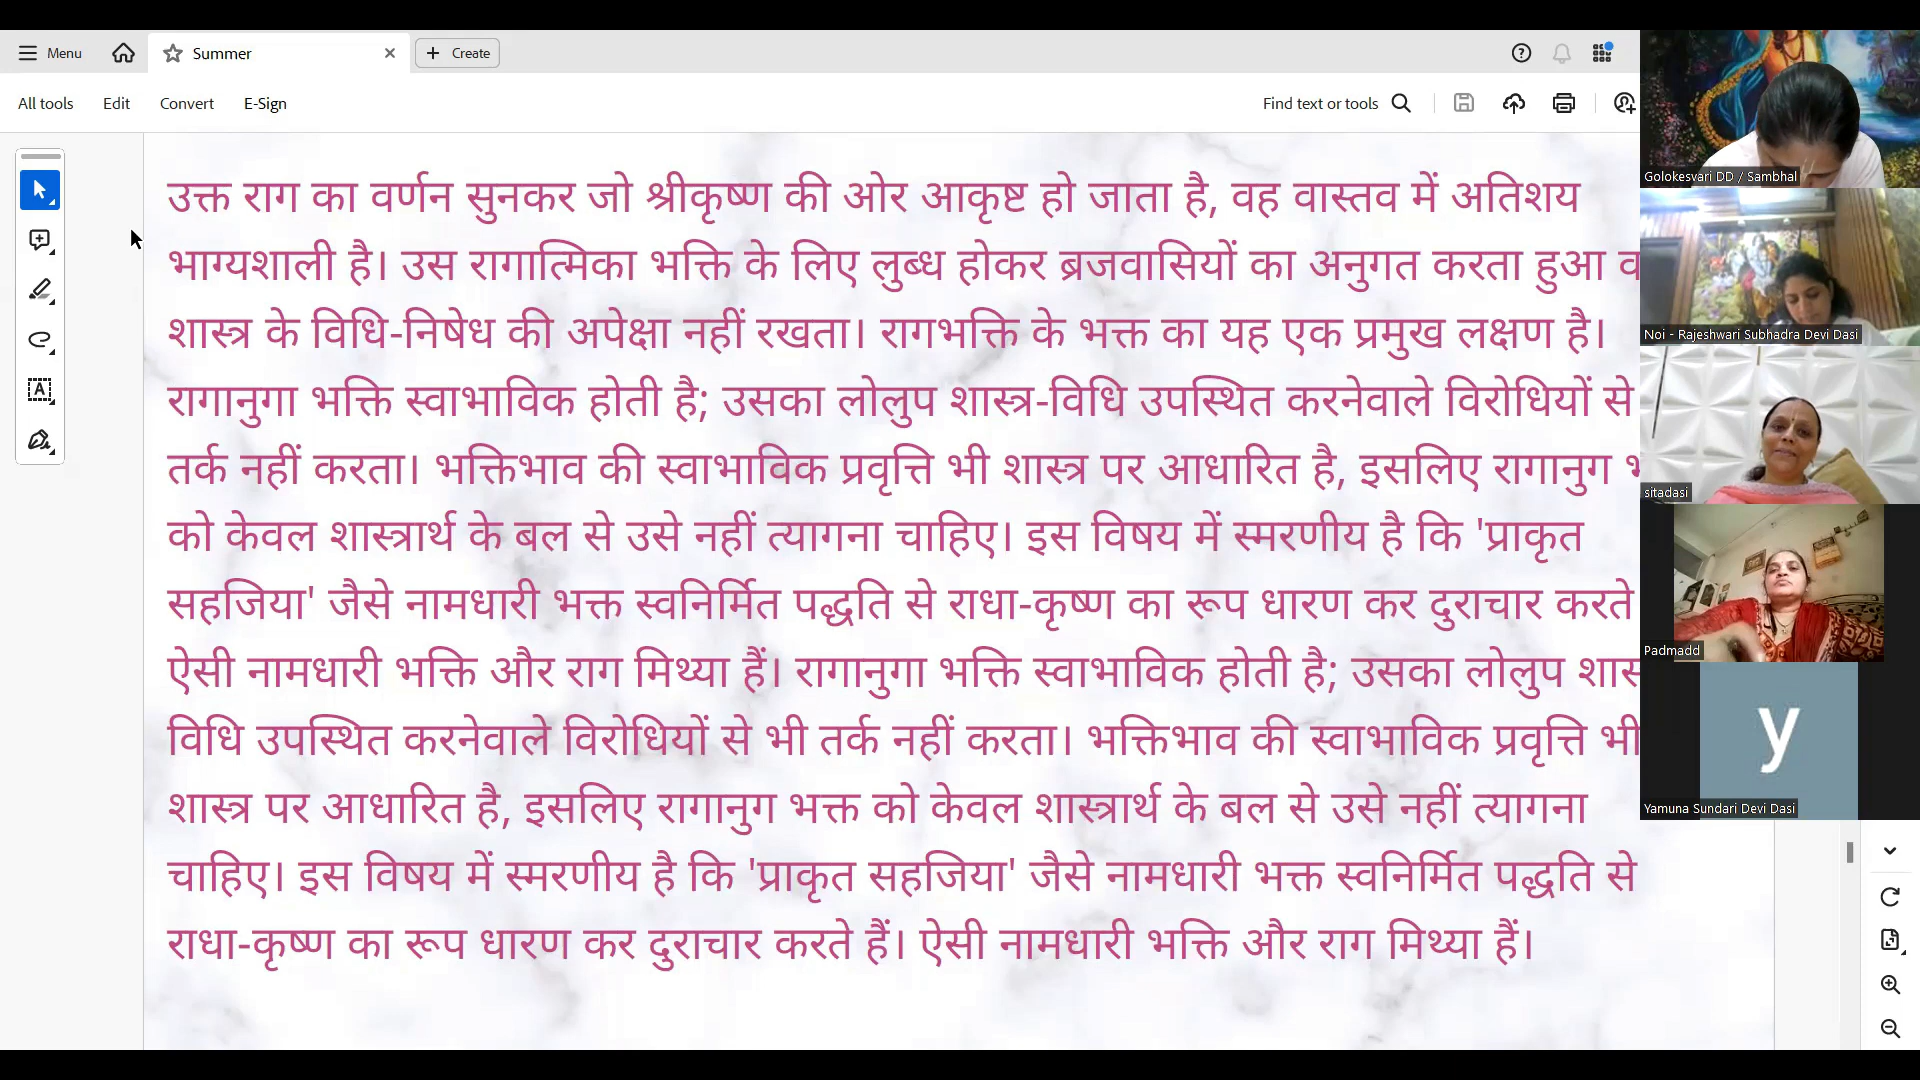 Menu
Summer
Create
All tools
Edit
Convert
E-Sign
Find text or tools
उक्त राग का वर्णन सुनकर जो श्रीकृष्ण की ओर आकृष्ट हो जाता है, वह वास्तव में अतिशय
भाग्यशाली है। उस रागात्मिका भक्ति के लिए लुब्ध होकर ब्रजवासियों का अनुगत करता हुआ
शास्त्र के विधि-निषेध की अपेक्षा नहीं रखता। रागभक्ति के भक्त का यह एक प्रमुख लक्षण है।
रागानुगा भक्ति स्वाभाविक होती है; उसका लोलुप शास्त्र-विधि उपस्थित करनेवाले विरोधियों से
तर्क नहीं करता। भक्तिभाव की स्वाभाविक प्रवृत्ति भी शास्त्र पर आधारित है, इसलिए रागानुग
को केवल शास्त्रार्थ के बल से उसे नहीं त्यागना चाहिए। इस विषय में स्मरणीय है कि 'प्राकृत
सहजिया' जैसे नामधारी भक्त स्वनिर्मित पद्धति से राधा-कृष्ण का रूप धारण कर दुराचार करते
ऐसी नामधारी भक्ति और राग मिथ्या हैं। रागानुगा भक्ति स्वाभाविक होती है; उसका लोलुप
विधि उपस्थित करनेवाले विरोधियों से भी तर्क नहीं करता। भक्तिभाव की स्वाभाविक प्रवृत्ति भी
शास्त्र पर आधारित है, इसलिए रागानुग भक्त को केवल शास्त्रार्थ के बल से उसे नहीं त्यागना
चाहिए। इस विषय में स्मरणीय है कि 'प्राकृत सहजिया' जैसे नामधारी भक्त स्वनिर्मित पद्धति से
राधा-कृष्ण का रूप धारण कर दुराचार करते हैं। ऐसी नामधारी भक्ति और राग मिथ्या हैं।
Golokesvari DD / Sambhal
Noi - Rajeshwari Subhadra Devi Dasi
sitadasi
Padmadd
y
Yamuna Sundari Devi Dasi